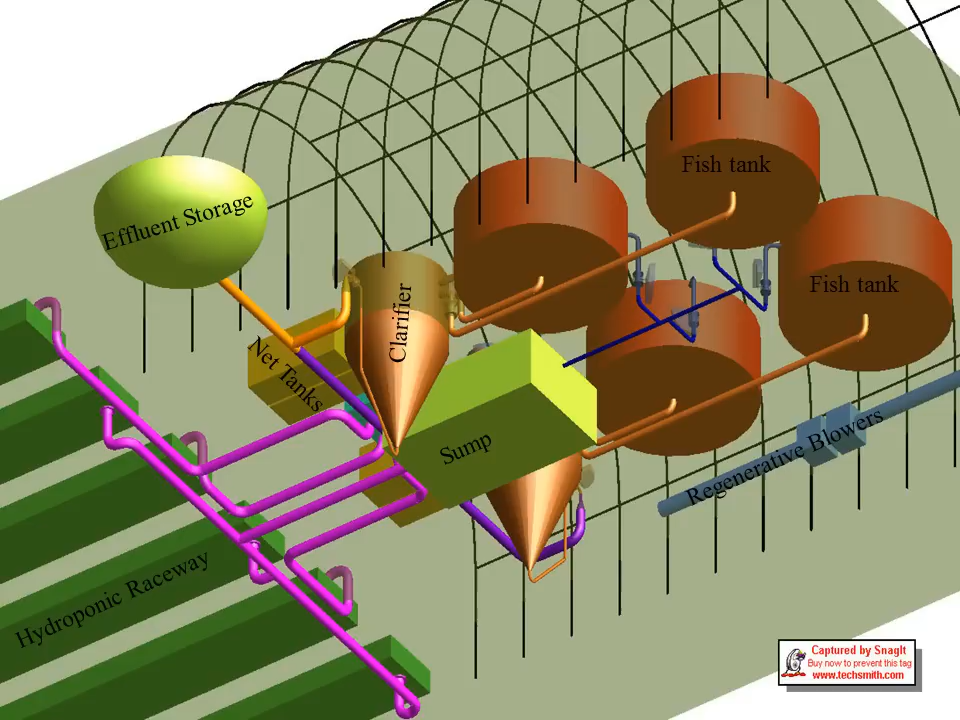 Fish tank
Effluent Storage
Fish tank
Clarifier
Net Tanks
Sump
Regenerative Blowers
Hydroponic Raceway
Captured by SnagIt
Buy now to prevent this tag
www.techsmith.com